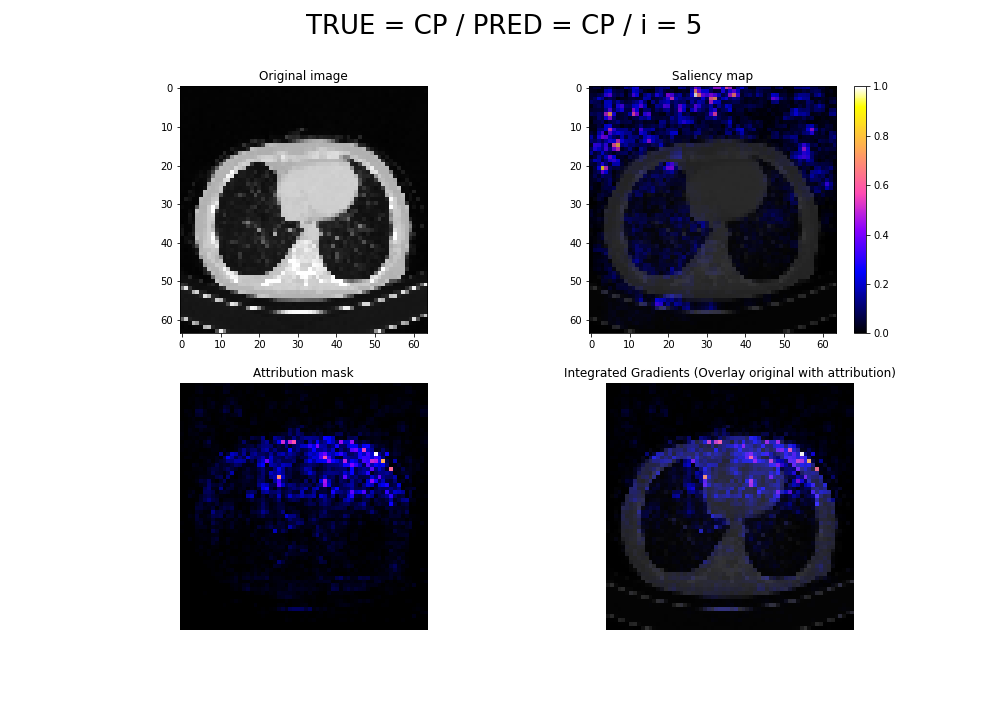 TRUE = CP / PRED = CP / i = 5
Original image
0
10
20
30
40
50
60
0 10 20 30 40 50 60
Saliency map
0
10
20
30
40
50
60
0 10 20 30 40 50 60
1.0
0.8
0.6
0.4
0.2
0.0
Attribution mask
Integrated Gradients (Overlay original with attribution)